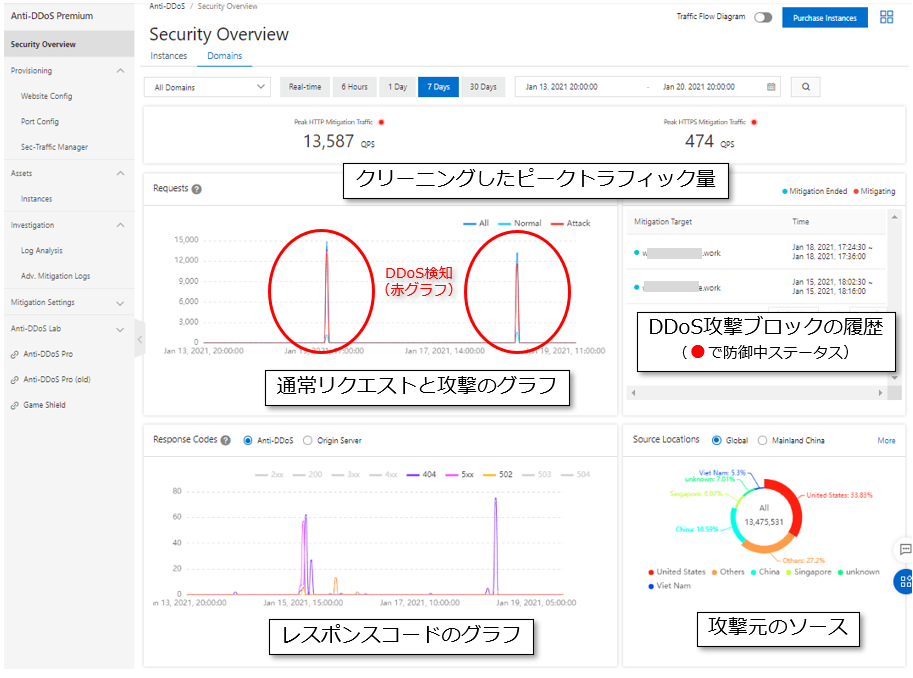 Anti-DDoS Premium
Security Overview
Provisioning
Website Config
Port Config
Sec-Traffic Manager
Assets
Instances
Investigation
Log Analysis
Adv. Mitigation Logs
Mitigation Settings
Anti-DDoS Lab
Anti-DDoS Pro
Anti-DDoS Pro (old)
Game Shield
Anti-DDoS / Security Overview
Security Overview
Traffic Flow Diagram
Purchase Instances
Instances Domains
All Domains
Real-time 6 Hours 1 Day 7 Days 30 Days
Jan 13, 2021 20:00:00 - Jan 20, 2021 20:00:00
Peak HTTP Mitigation Traffic
13,587 QPS
Peak HTTPS Mitigation Traffic
474 QPS
クリーニングしたピークトラフィック量
Requests
All Normal Attack
15,000
12,000
9,000
6,000
3,000
0
DDoS検知
（赤グラフ）
Jan 13, 2021, 20:00:00 Jan 17, 2021, 14:00:00 Jan 19, 2021, 11:00:00
通常リクエストと攻撃のグラフ
Mitigation Ended Mitigating
Mitigation Target Time
w .work
Jan 18, 2021, 17:24:30 ~
Jan 18, 2021, 17:36:00
e.work
Jan 15, 2021, 18:02:30 ~
Jan 15, 2021, 18:16:00
DDoS攻撃ブロックの履歴
（●で防御中ステータス）
Response Codes Anti-DDoS Origin Server
2xx 200 3xx 4xx 404 5xx 502 503 504
80
60
40
20
0
n 13, 2021, 20:00:00 Jan 15, 2021, 15:00:00 Jan 17, 2021, 10:00:00 Jan 19, 2021, 05:00:00
レスポンスコードのグラフ
Source Locations Global Mainland China More
Viet Nam: 5.3%
unknown: 7.01%
Singapore: 8.07%
China: 18.59%
United States: 33.83%
Others: 27.2%
All
13,475,531
United States Others China Singapore unknown
Viet Nam
攻撃元のソース